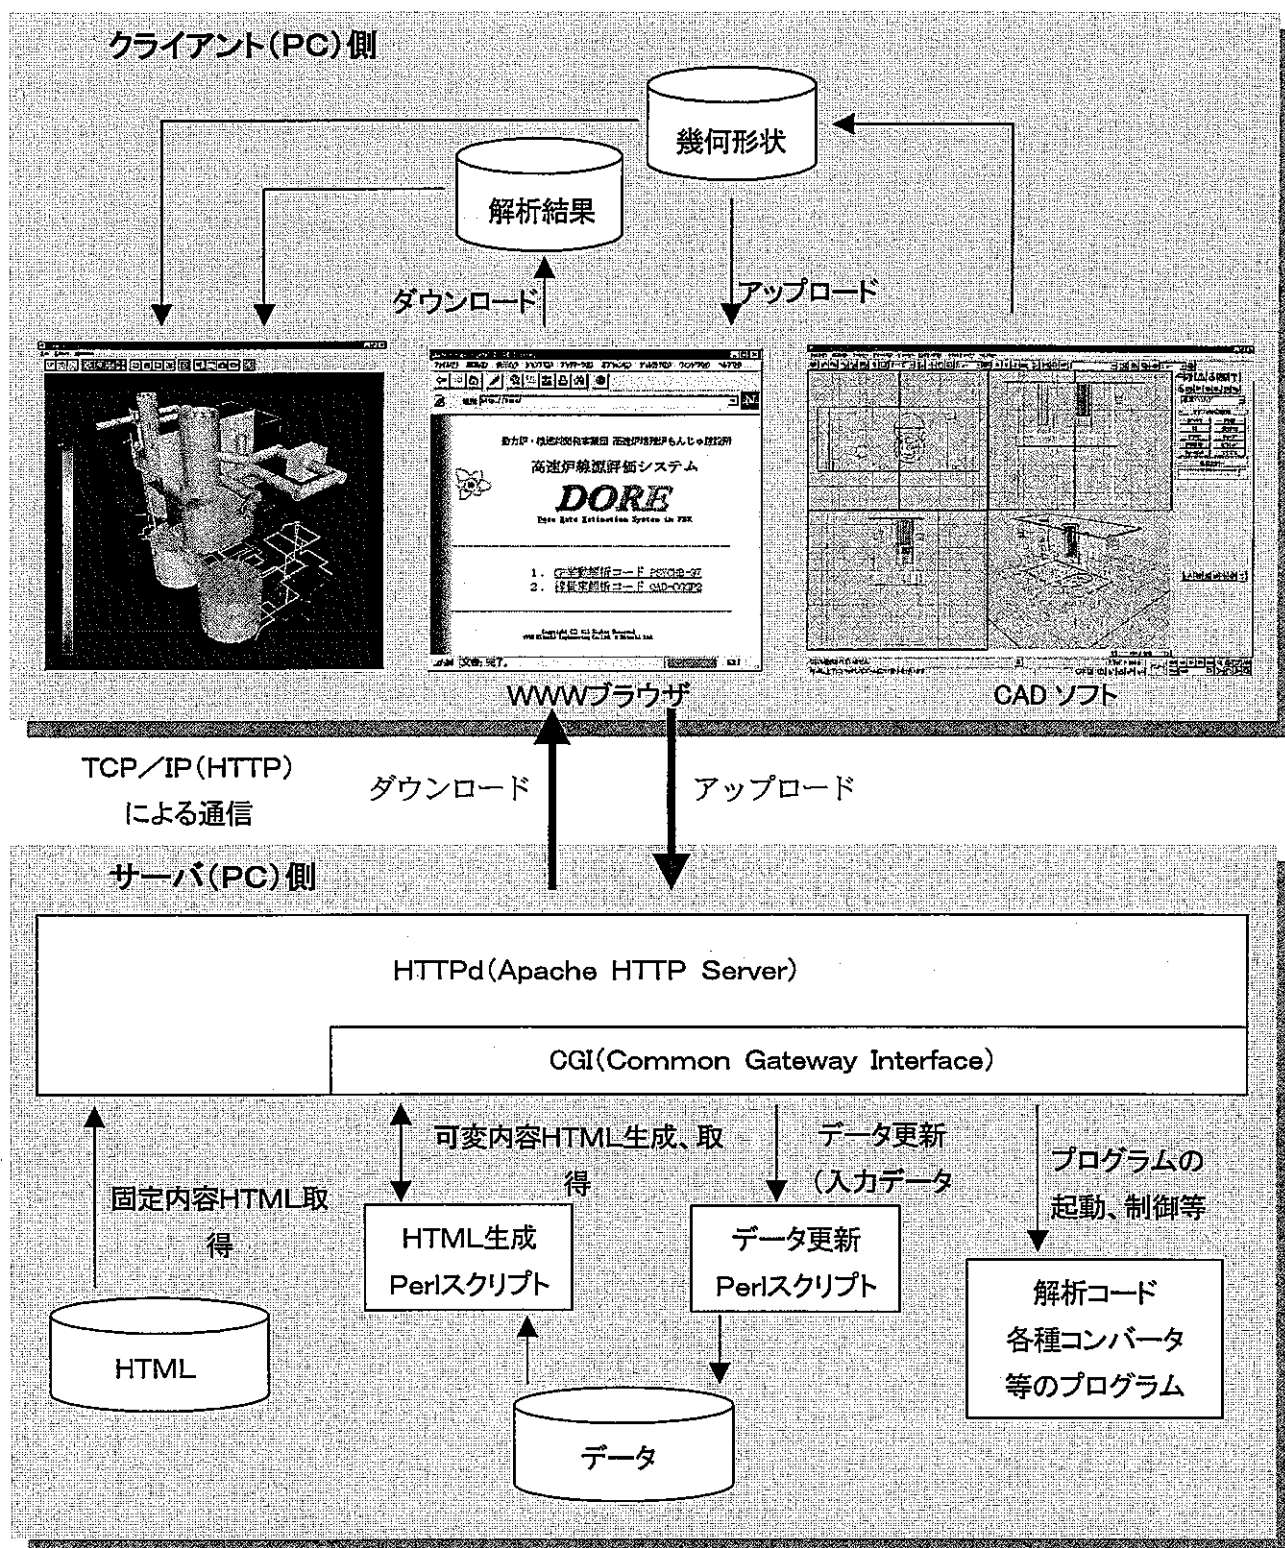 クライアント(PC)側
幾何形状
解析結果
ダウンロード
アップロード
高速炉線源評価システム
DORE
WWWブラウザ
CAD ソフト
TCP/IP(HTTP)
による通信
ダウンロード
アップロード
サーバ(PC)側
HTTPd(Apache HTTP Server)
CGI(Common Gateway Interface)
固定内容HTML取
得
可変内容HTML生成、取
得
データ更新
(入力データ
プログラムの
起動、制御等
HTML
HTML生成
Perlスクリプト
データ更新
Perlスクリプト
解析コード
各種コンバータ
等のプログラム
データ